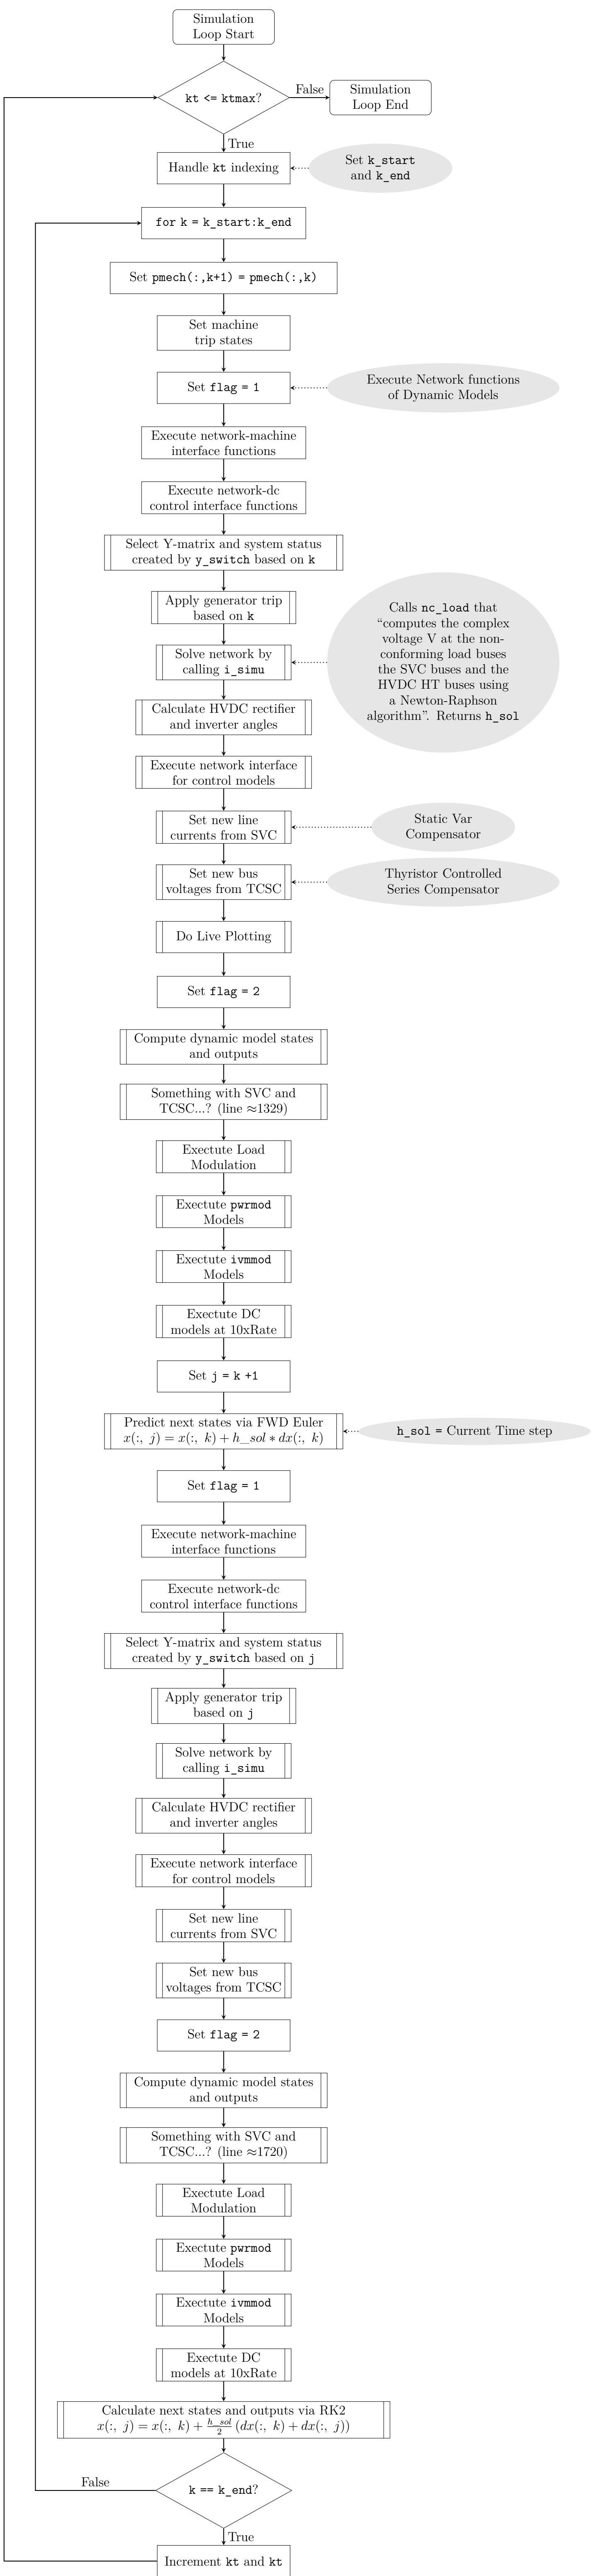 Simulation
Loop Start
kt <= ktmax?
False
Simulation
Loop End
True
Handle kt indexing
Set k_start
and k_end
for k = k_start:k_end
Set pmech(:,k+1) = pmech(:,k)
Set machine
trip states
Set flag = 1
Execute Network functions
of Dynamic Models
Execute network-machine
interface functions
Execute network-dc
control interface functions
Select Y-matrix and system status
created by y_switch based on k
Apply generator trip
based on k
Solve network by
calling i_simu
Calls nc_load that
“computes the complex
voltage V at the non-
conforming load buses
the SVC buses and the
HVDC HT buses using
a Newton-Raphson
algorithm”. Returns h_sol
Calculate HVDC rectifier
and inverter angles
Execute network interface
for control models
Set new line
currents from SVC
Static Var
Compensator
Set new bus
voltages from TCSC
Thyristor Controlled
Series Compensator
Do Live Plotting
Set flag = 2
Compute dynamic model states
and outputs
Something with SVC and
TCSC...? (line ≈1329)
Exectute Load
Modulation
Exectute pwrmod
Models
Exectute ivmmod
Models
Exectute DC
models at 10xRate
Set j = k +1
Predict next states via FWD Euler
x(:, j) = x(:, k) + h_sol ∗ dx(:, k)
h_sol = Current Time step
Set flag = 1
Execute network-machine
interface functions
Execute network-dc
control interface functions
Select Y-matrix and system status
created by y_switch based on j
Apply generator trip
based on j
Solve network by
calling i_simu
Calculate HVDC rectifier
and inverter angles
Execute network interface
for control models
Set new line
currents from SVC
Set new bus
voltages from TCSC
Set flag = 2
Compute dynamic model states
and outputs
Something with SVC and
TCSC...? (line ≈1720)
Exectute Load
Modulation
Exectute pwrmod
Models
Exectute ivmmod
Models
Exectute DC
models at 10xRate
Calculate next states and outputs via RK2
x(:, j) = x(:, k) + h_sol/2 (dx(:, k) + dx(:, j))
False
k == k_end?
True
Increment kt and kt